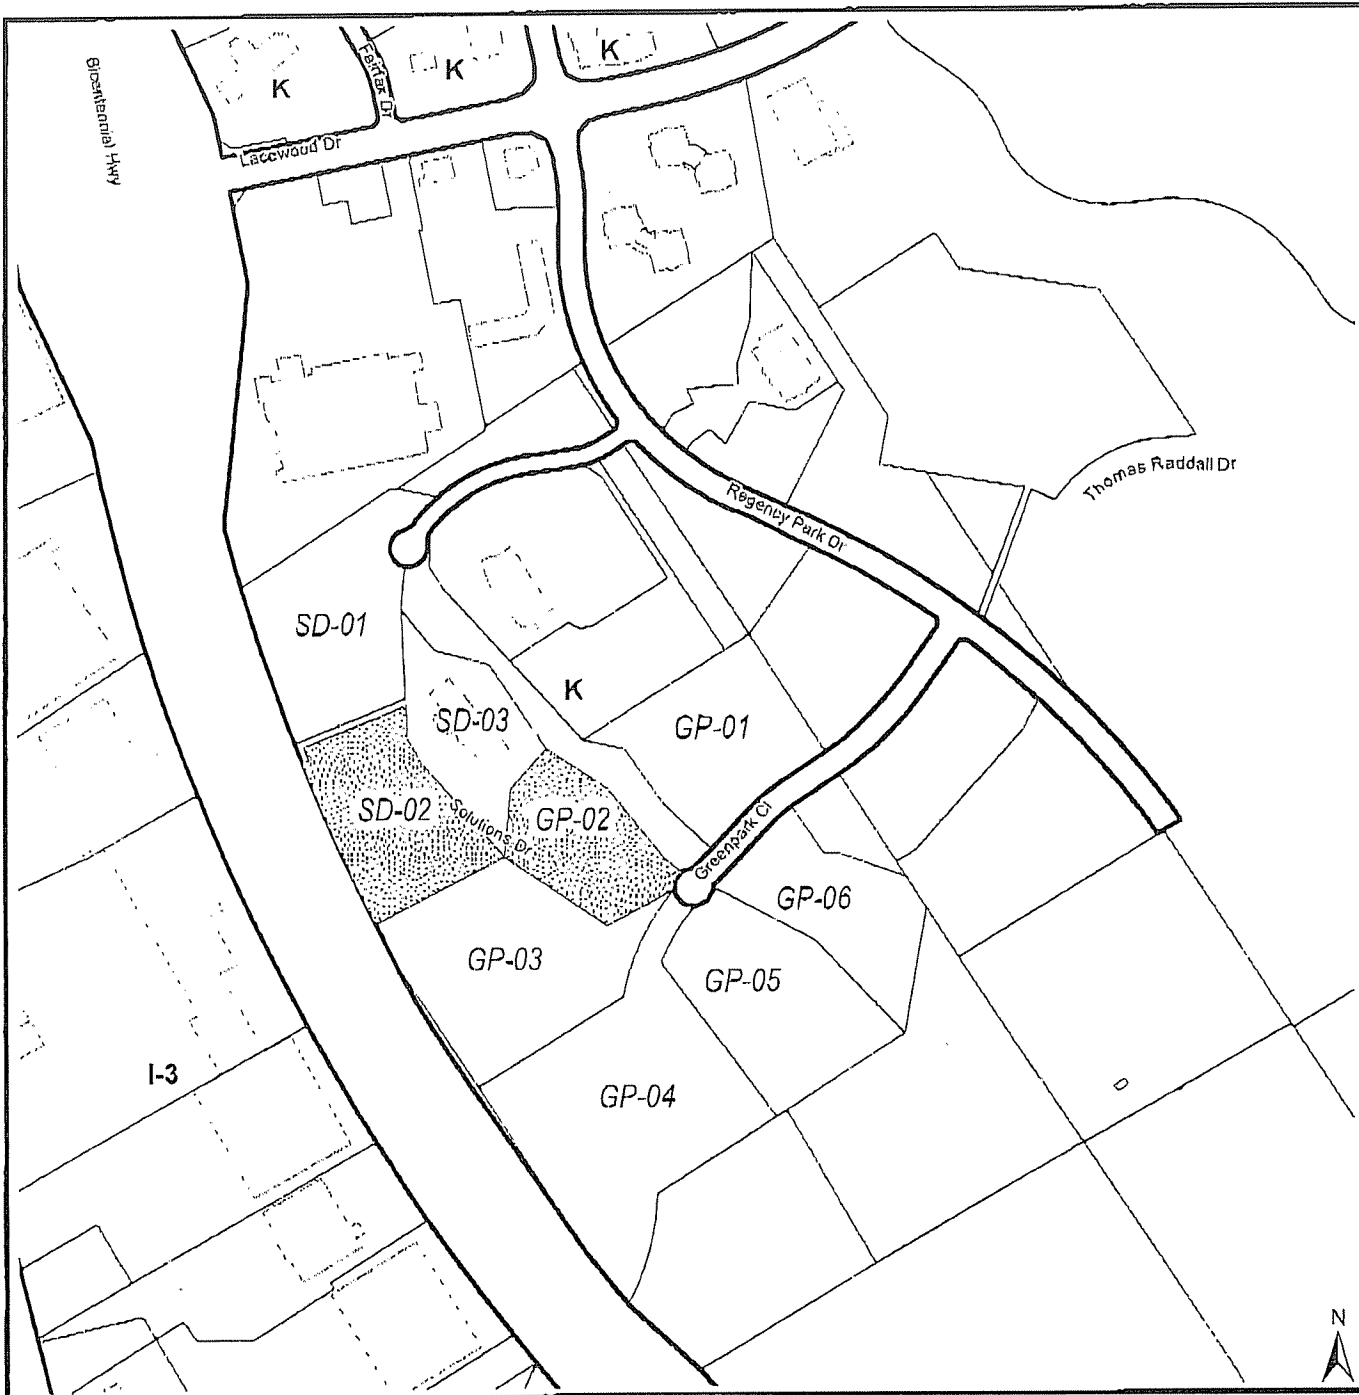 Bicentennial Hwy
K
Fairfax Dr
K
K
Lacewood Dr
Thomas Raddall Dr
Regency Park Dr
SD-01
K
SD-03
GP-01
SD-02
Solutions Dr
GP-02
Greenpark Cl
GP-06
GP-03
GP-05
I-3
GP-04
N